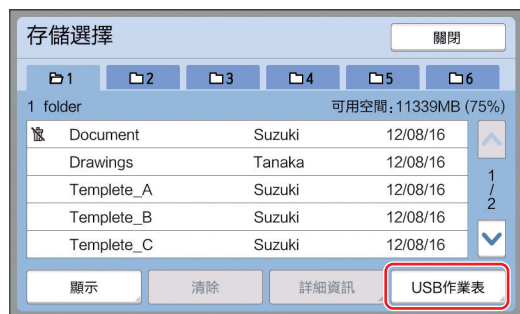 存儲選擇 關閉
1 2 3 4 5 6
1 folder 可用空間:11339MB (75%)
Document Suzuki 12/08/16
Drawings Tanaka 12/08/16
Templete_A Suzuki 12/08/16
Templete_B Suzuki 12/08/16
Templete_C Suzuki 12/08/16
1
/
2
顯示 清除 詳細資訊 USB作業表